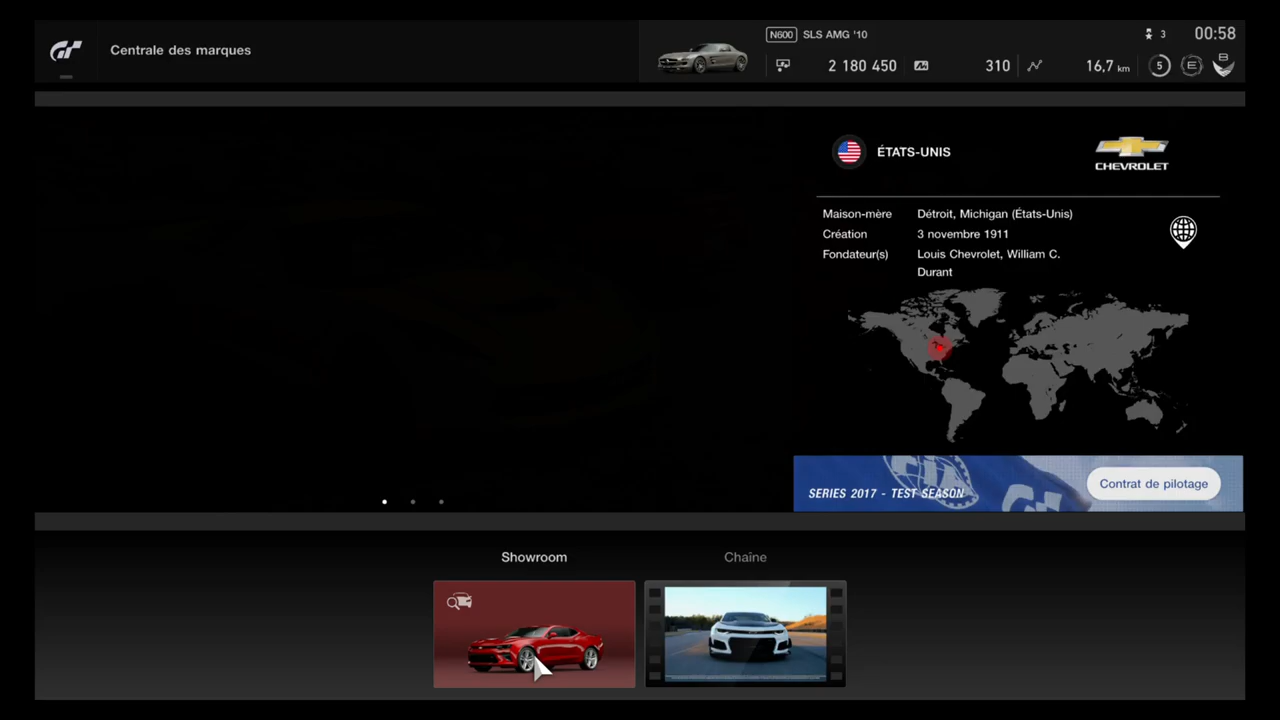 Centrale des marques
N600 SLS AMG '10
3
00:58
2 180 450
310
16,7 km
5
E
B
ÉTATS-UNIS
CHEVROLET
Maison-mère Détroit, Michigan (États-Unis)
Création 3 novembre 1911
Fondateur(s) Louis Chevrolet, William C.
Durant
SERIES 2017 - TEST SEASON
Contrat de pilotage
Showroom
Chaîne